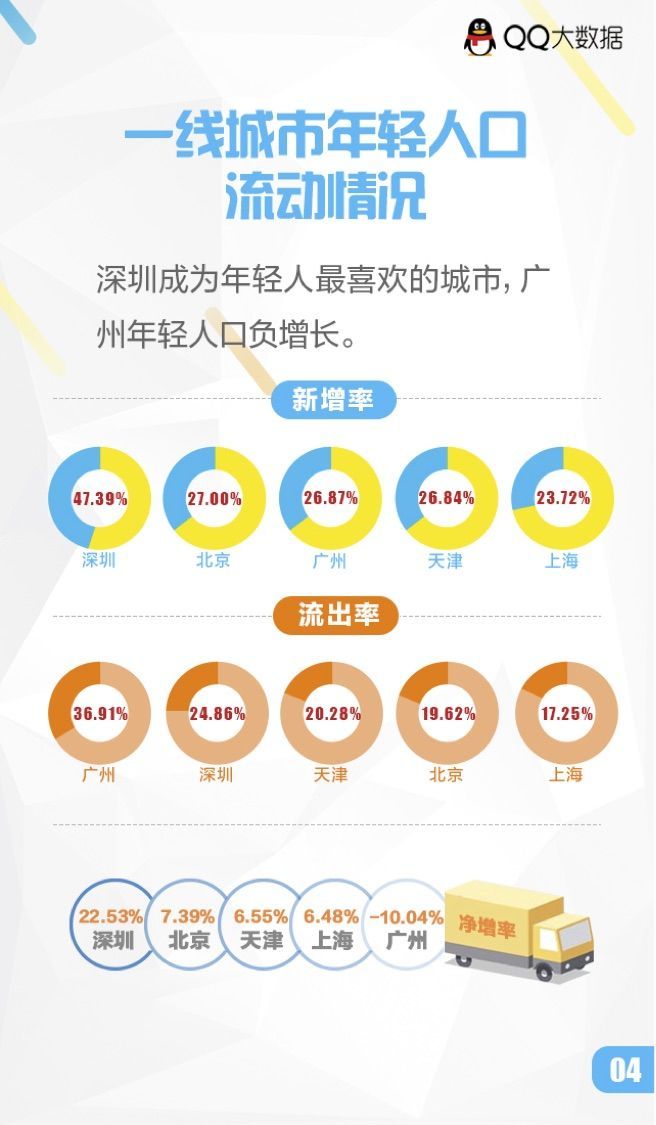 QQ大数据
一线城市年轻人口
流动情况
深圳成为年轻人最喜欢的城市，广
州年轻人口负增长。
新增率
47.39% 27.00% 26.87% 26.84% 23.72%
深圳 北京 广州 天津 上海
流出率
36.91% 24.86% 20.28% 19.62% 17.25%
广州 深圳 天津 北京 上海
22.53% 7.39% 6.55% 6.48% -10.04%
深圳 北京 天津 上海 广州
净增率
04